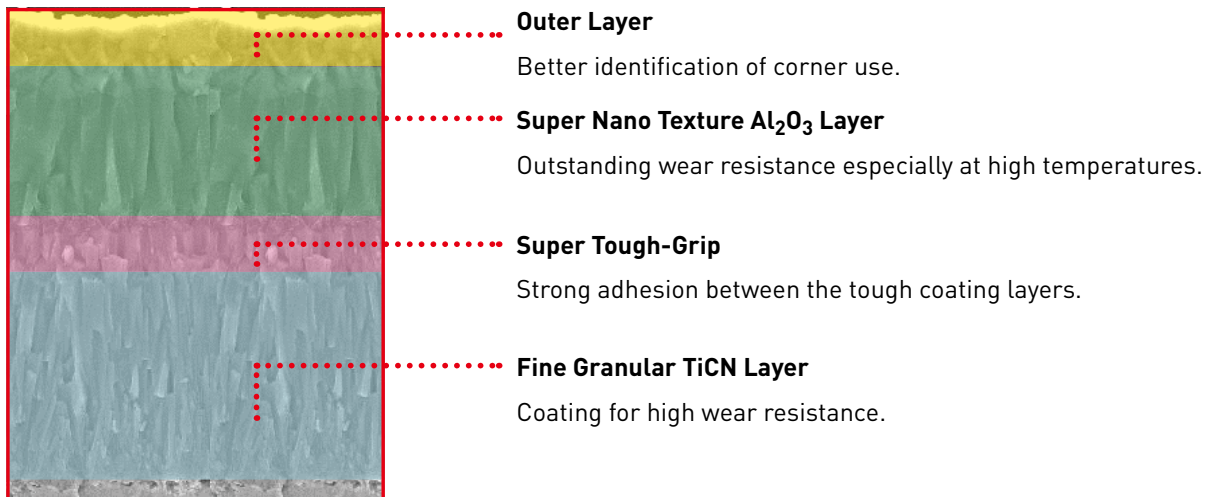 Outer Layer
Better identification of corner use.
Super Nano Texture Al₂O₃ Layer
Outstanding wear resistance especially at high temperatures.
Super Tough-Grip
Strong adhesion between the tough coating layers.
Fine Granular TiCN Layer
Coating for high wear resistance.